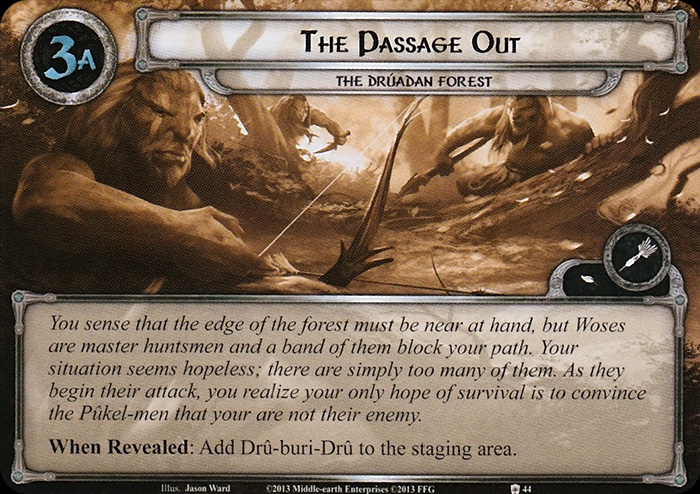 3A
THE PASSAGE OUT
THE DRÚADAN FOREST
You sense that the edge of the forest must be near at hand, but Woses
are master huntsmen and a band of them block your path. Your
situation seems hopeless; there are simply too many of them. As they
begin their attack, you realize your only hope of survival is to convince
the Pûkel-men that your are not their enemy.
When Revealed: Add Drû-buri-Drû to the staging area.
Illus. Jason Ward ©2013 Middle-earth Enterprises ©2013 FFG 44